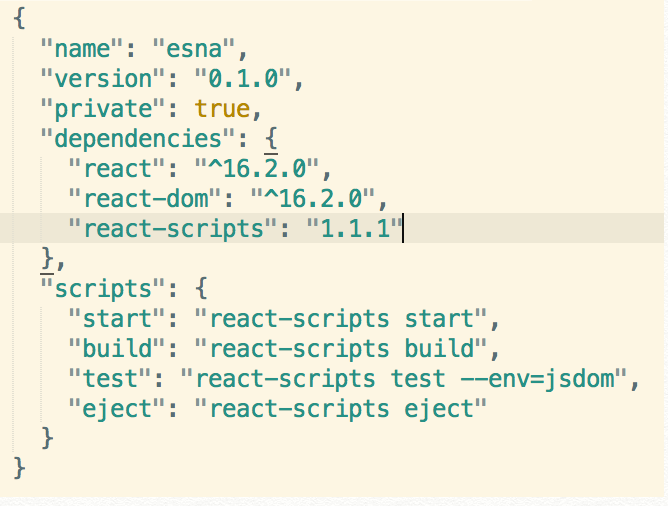 {
  "name": "esna",
  "version": "0.1.0",
  "private": true,
  "dependencies": {
    "react": "^16.2.0",
    "react-dom": "^16.2.0",
    "react-scripts": "1.1.1"
  },
  "scripts": {
    "start": "react-scripts start",
    "build": "react-scripts build",
    "test": "react-scripts test --env=jsdom",
    "eject": "react-scripts eject"
  }
}